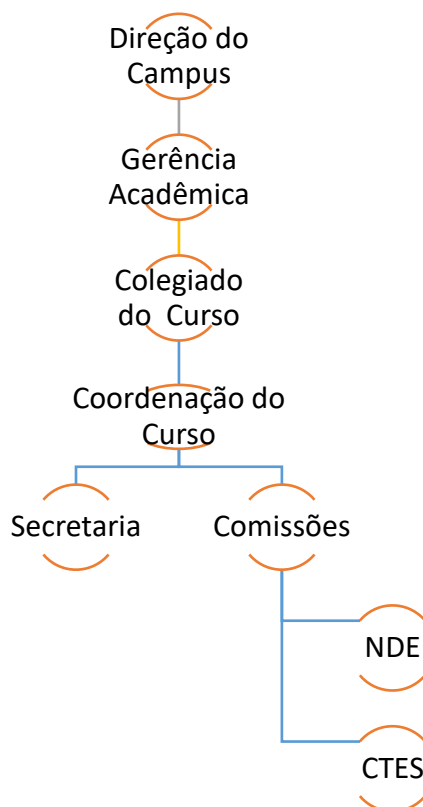 Direção do
Campus
Gerência
Acadêmica
Colegiado
do Curso
Coordenação do
Curso
Secretaria
Comissões
NDE
CTES